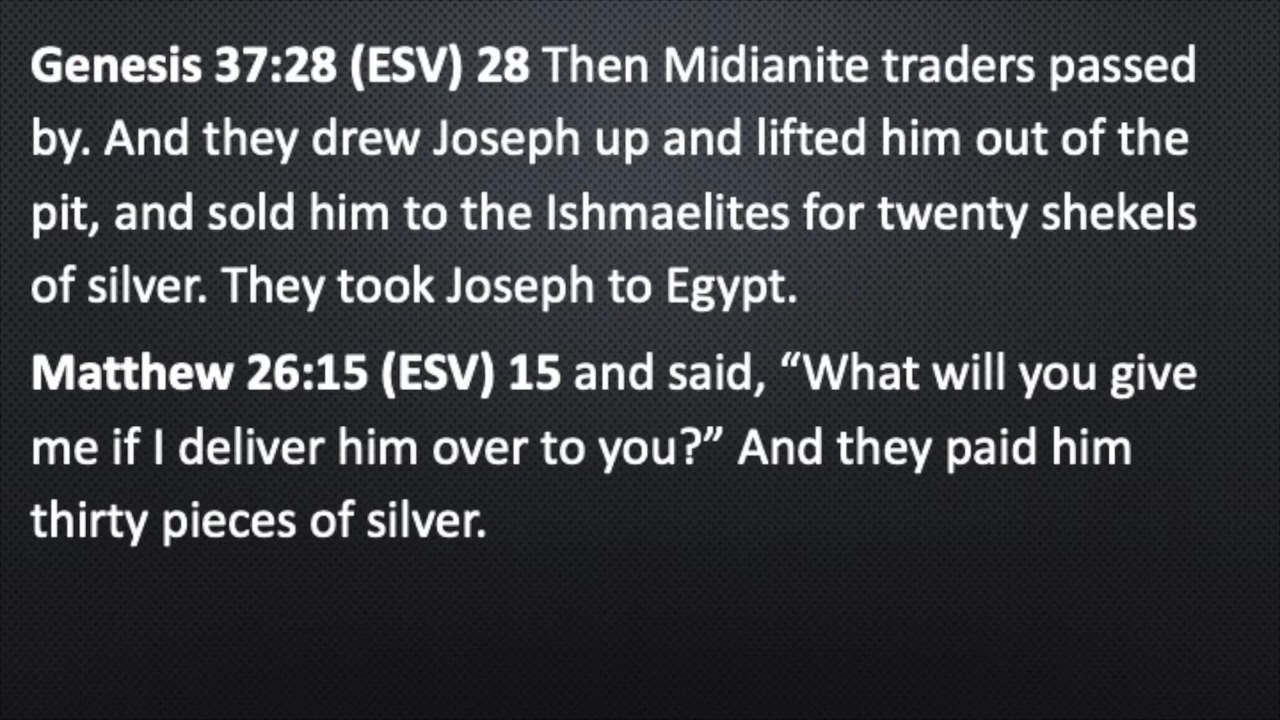 Genesis 37:28 (ESV) 28 Then Midianite traders passed
by. And they drew Joseph up and lifted him out of the
pit, and sold him to the Ishmaelites for twenty shekels
of silver. They took Joseph to Egypt.
Matthew 26:15 (ESV) 15 and said, “What will you give
me if I deliver him over to you?” And they paid him
thirty pieces of silver.